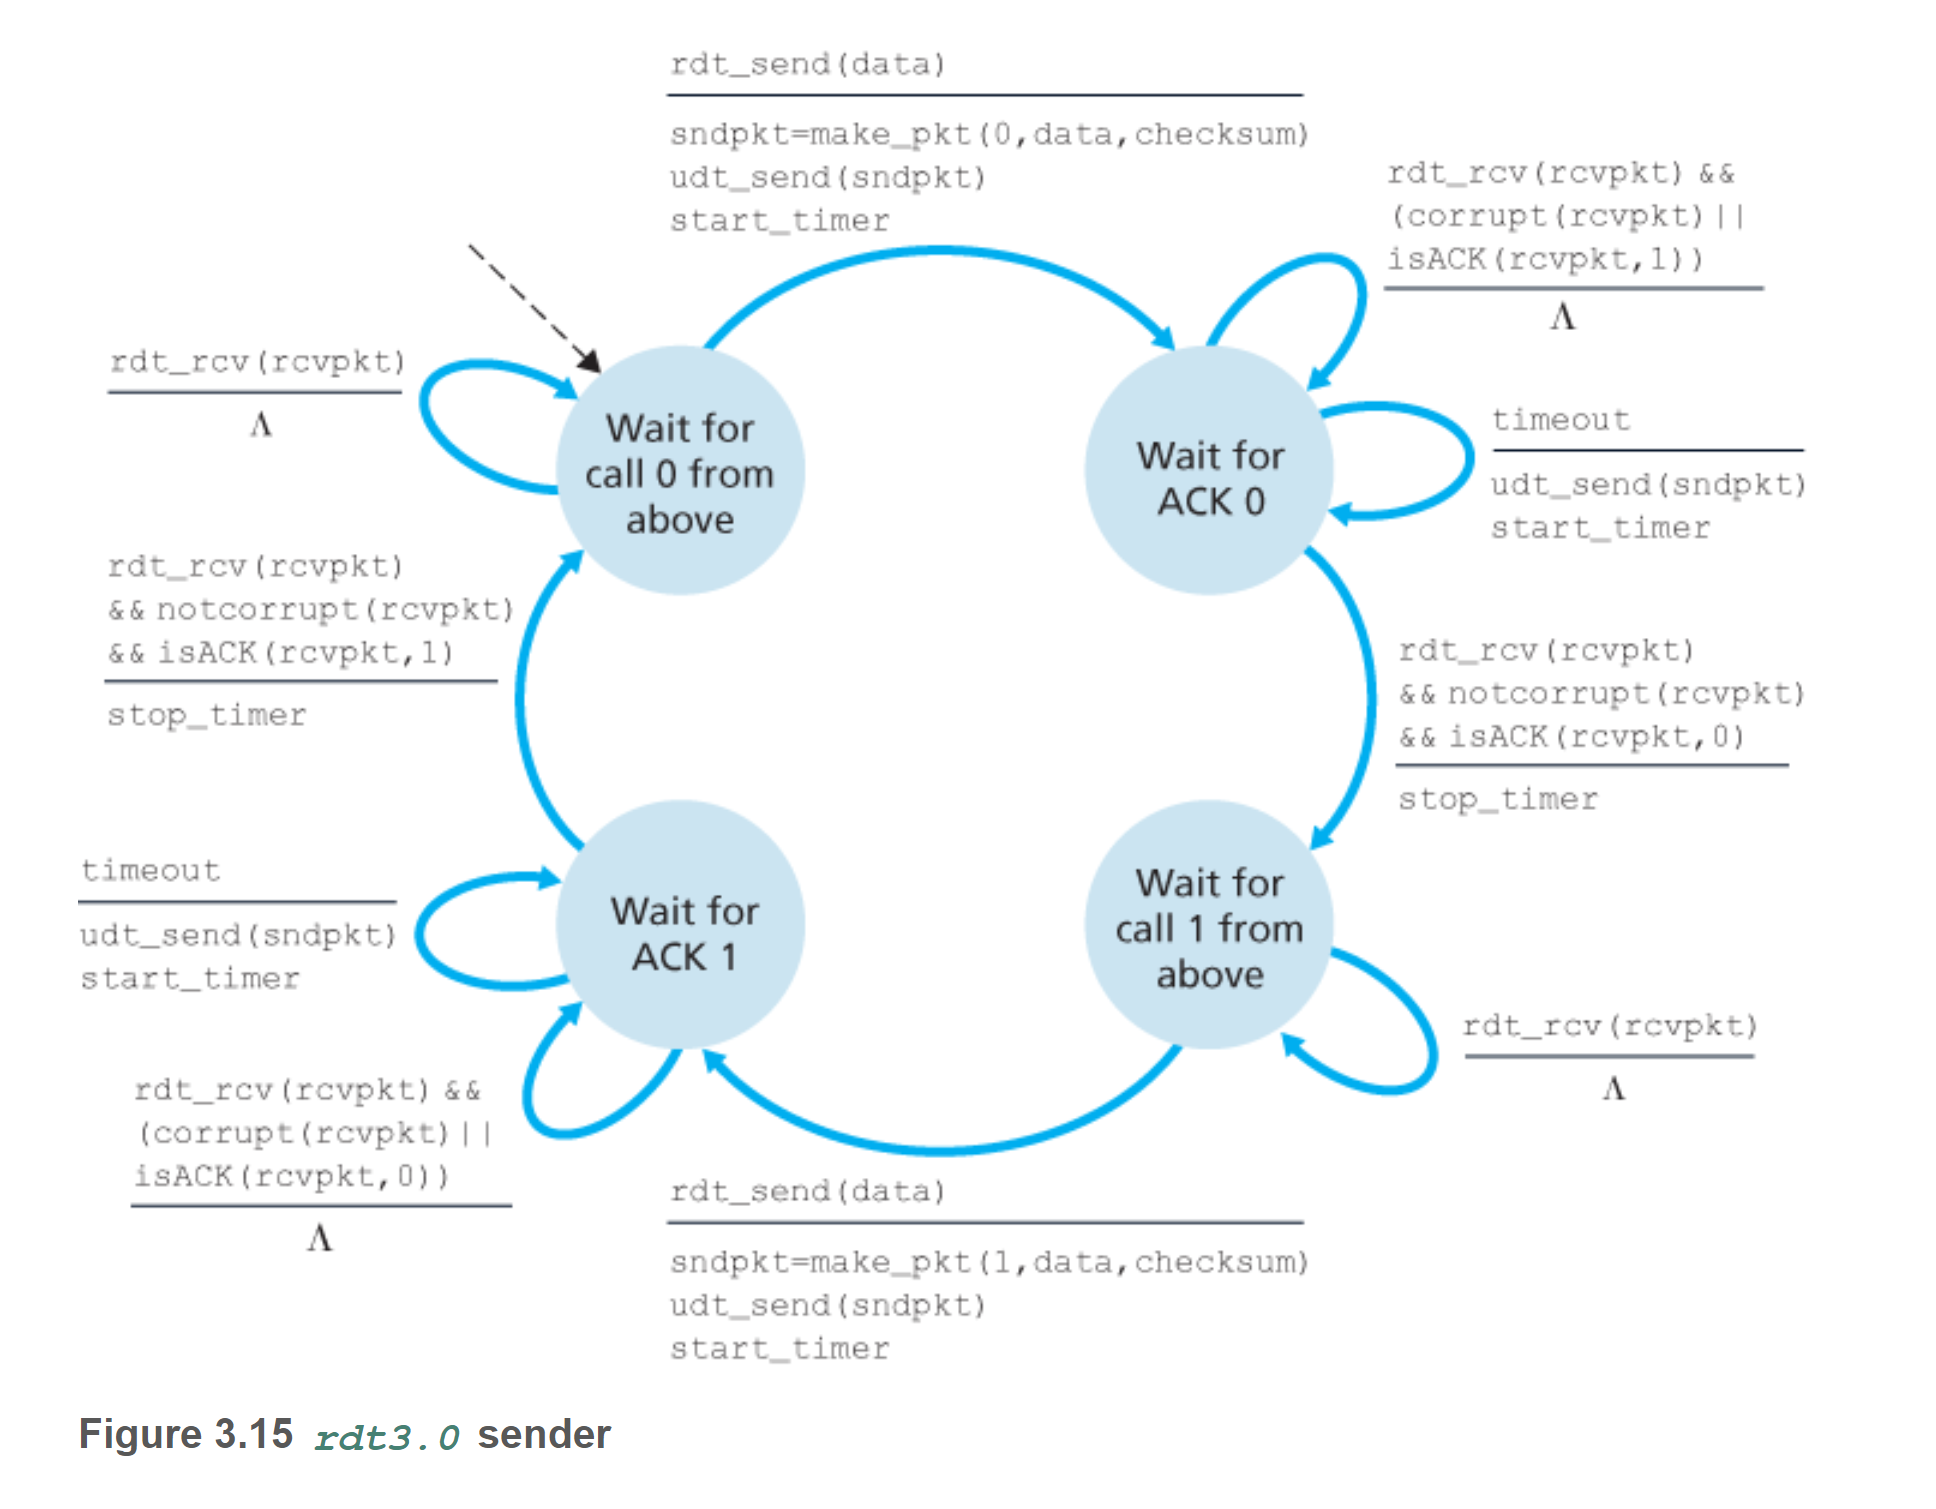 rdt_send(data)
sndpkt=make_pkt(0,data,checksum)
udt_send(sndpkt)
start_timer
rdt_rcv(rcvpkt) &&
(corrupt(rcvpkt)||
isACK(rcvpkt,1))
Λ
rdt_rcv(rcvpkt)
Λ
Wait for
call 0 from
above
Wait for
ACK 0
timeout
udt_send(sndpkt)
start_timer
rdt_rcv(rcvpkt)
&& notcorrupt(rcvpkt)
&& isACK(rcvpkt,1)
stop_timer
rdt_rcv(rcvpkt)
&& notcorrupt(rcvpkt)
&& isACK(rcvpkt,0)
stop_timer
timeout
udt_send(sndpkt)
start_timer
Wait for
ACK 1
Wait for
call 1 from
above
rdt_rcv(rcvpkt)
Λ
rdt_rcv(rcvpkt) &&
(corrupt(rcvpkt)||
isACK(rcvpkt,0))
Λ
rdt_send(data)
sndpkt=make_pkt(1,data,checksum)
udt_send(sndpkt)
start_timer
Figure 3.15 rdt3.0 sender